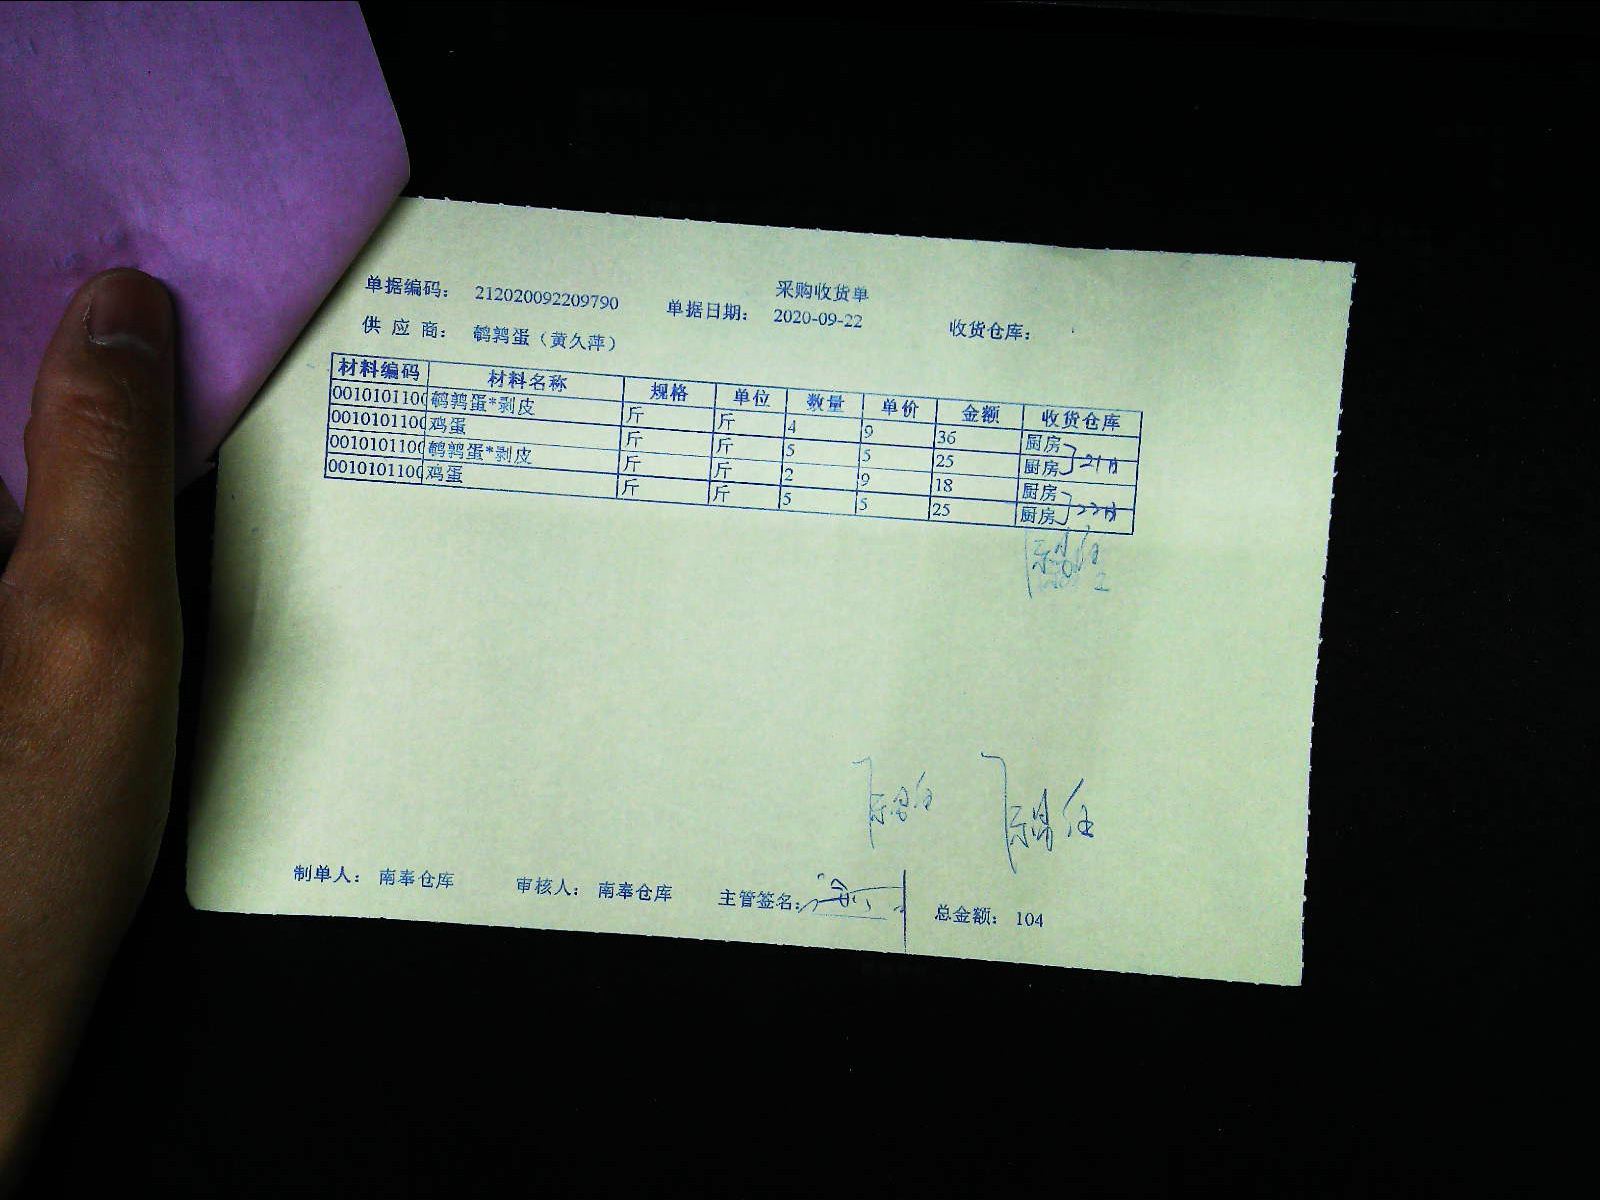 采购收货单
单据编码： 212020092209790 单据日期： 2020-09-22 收货仓库：
供 应 商： 鹌鹑蛋（黄久萍）
材料编码 材料名称 规格 单位 数量 单价 金额 收货仓库
0010101100 鹌鹑蛋*剥皮 斤 斤 4 9 36 厨房
0010101100 鸡蛋 斤 斤 5 5 25 厨房
21日
0010101100 鹌鹑蛋*剥皮 斤 斤 2 9 18 厨房
0010101100 鸡蛋 斤 斤 5 5 25 厨房
22日
制单人： 南奉仓库 审核人： 南奉仓库 主管签名： 总金额： 104